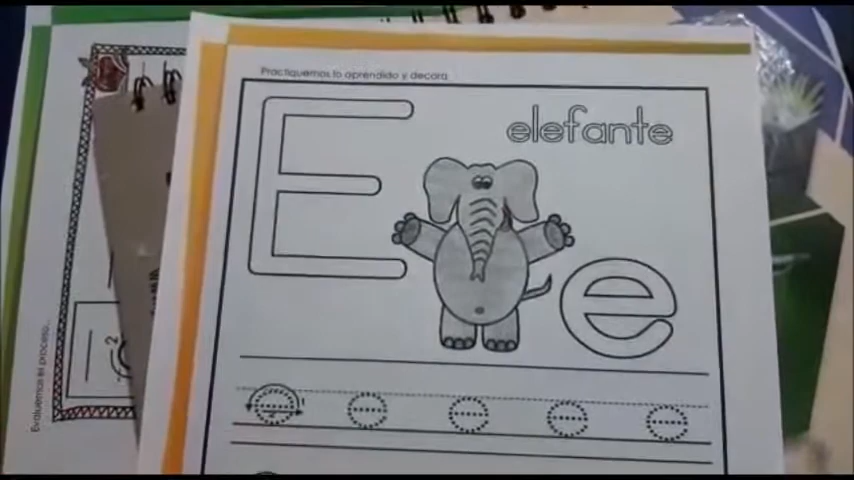 Practiquemos lo aprendido y decora
E
elefante
e
e e e e e
Evaluemos el proceso.